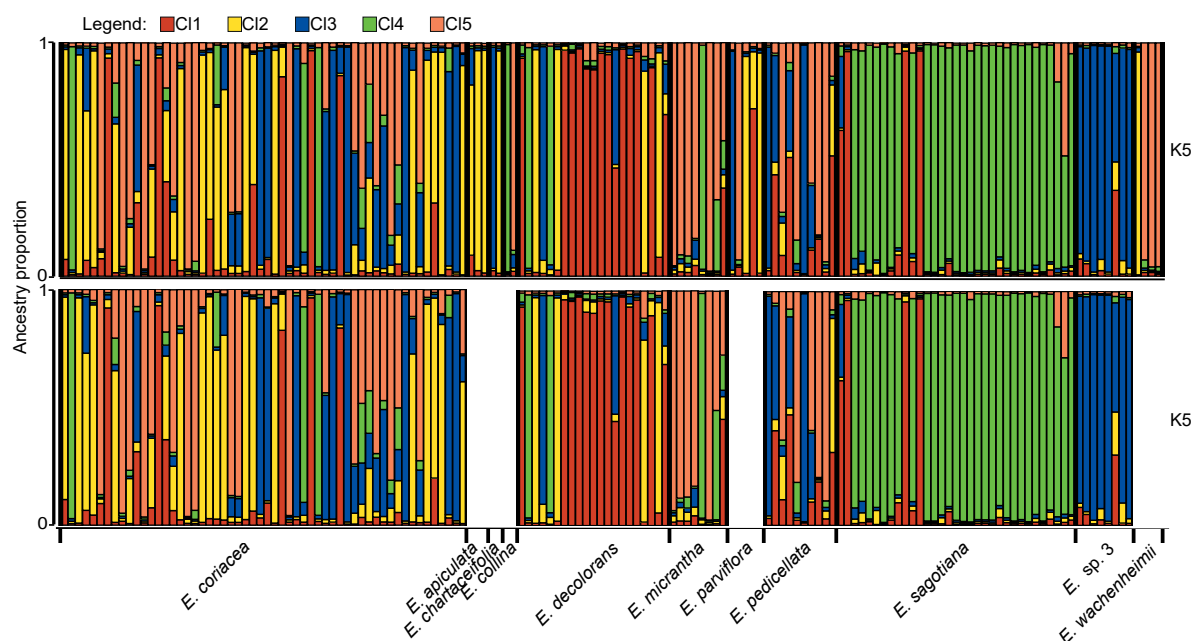 Legend: Cl1 Cl2 Cl3 Cl4 Cl5
1
K5
0
Ancestry proportion
1
K5
0
E. coriacea
E. apiculata
E. chartaceifolia
E. collina
E. decolorans
E. micrantha
E. parviflora
E. pedicellata
E. sagotiana
E. sp. 3
E. wachenheimii